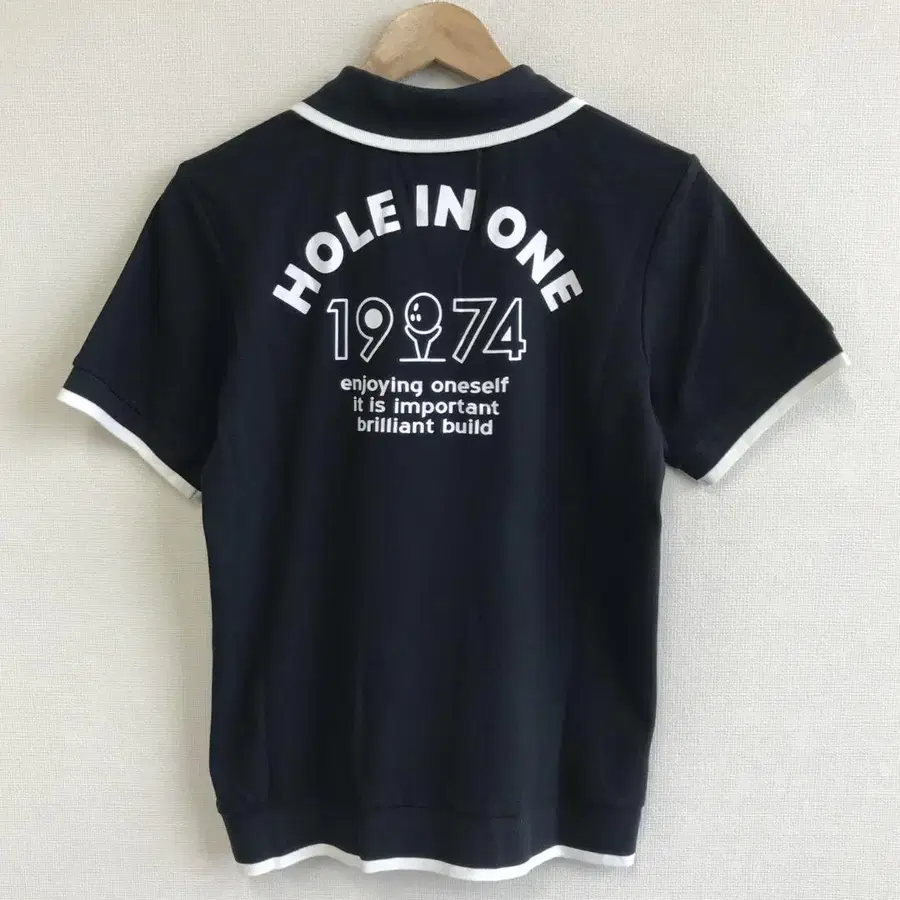 HOLE IN ONE
19 74
enjoying oneself
it is important
brilliant build